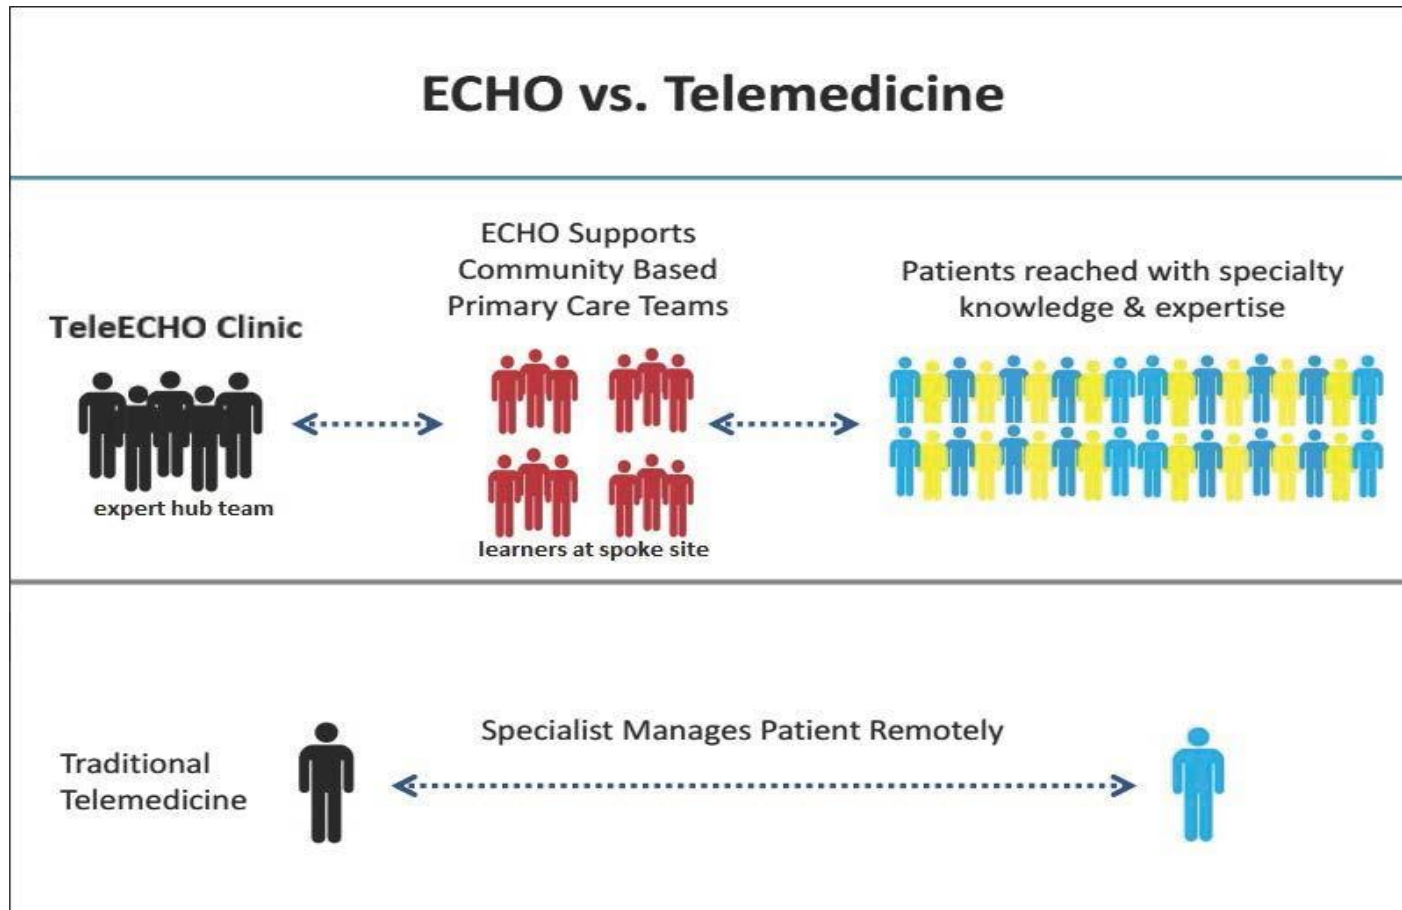 ECHO vs. Telemedicine
TeleECHO Clinic
expert hub team
ECHO Supports
Community Based
Primary Care Teams
learners at spoke site
Patients reached with specialty
knowledge & expertise
Traditional
Telemedicine
Specialist Manages Patient Remotely